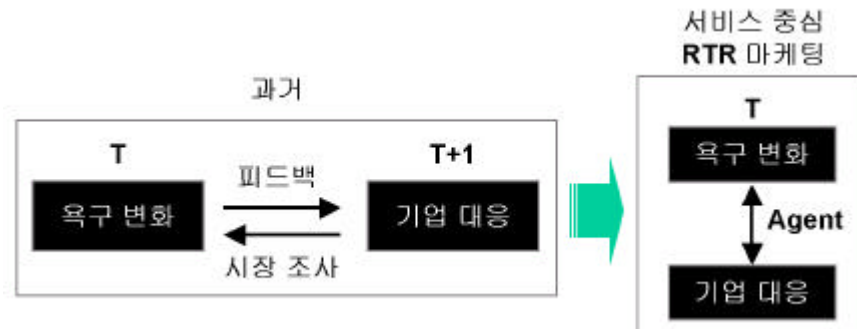 과거
T
T+1
욕구 변화
피드백
시장 조사
기업 대응
서비스 중심
RTR 마케팅
T
욕구 변화
Agent
기업 대응